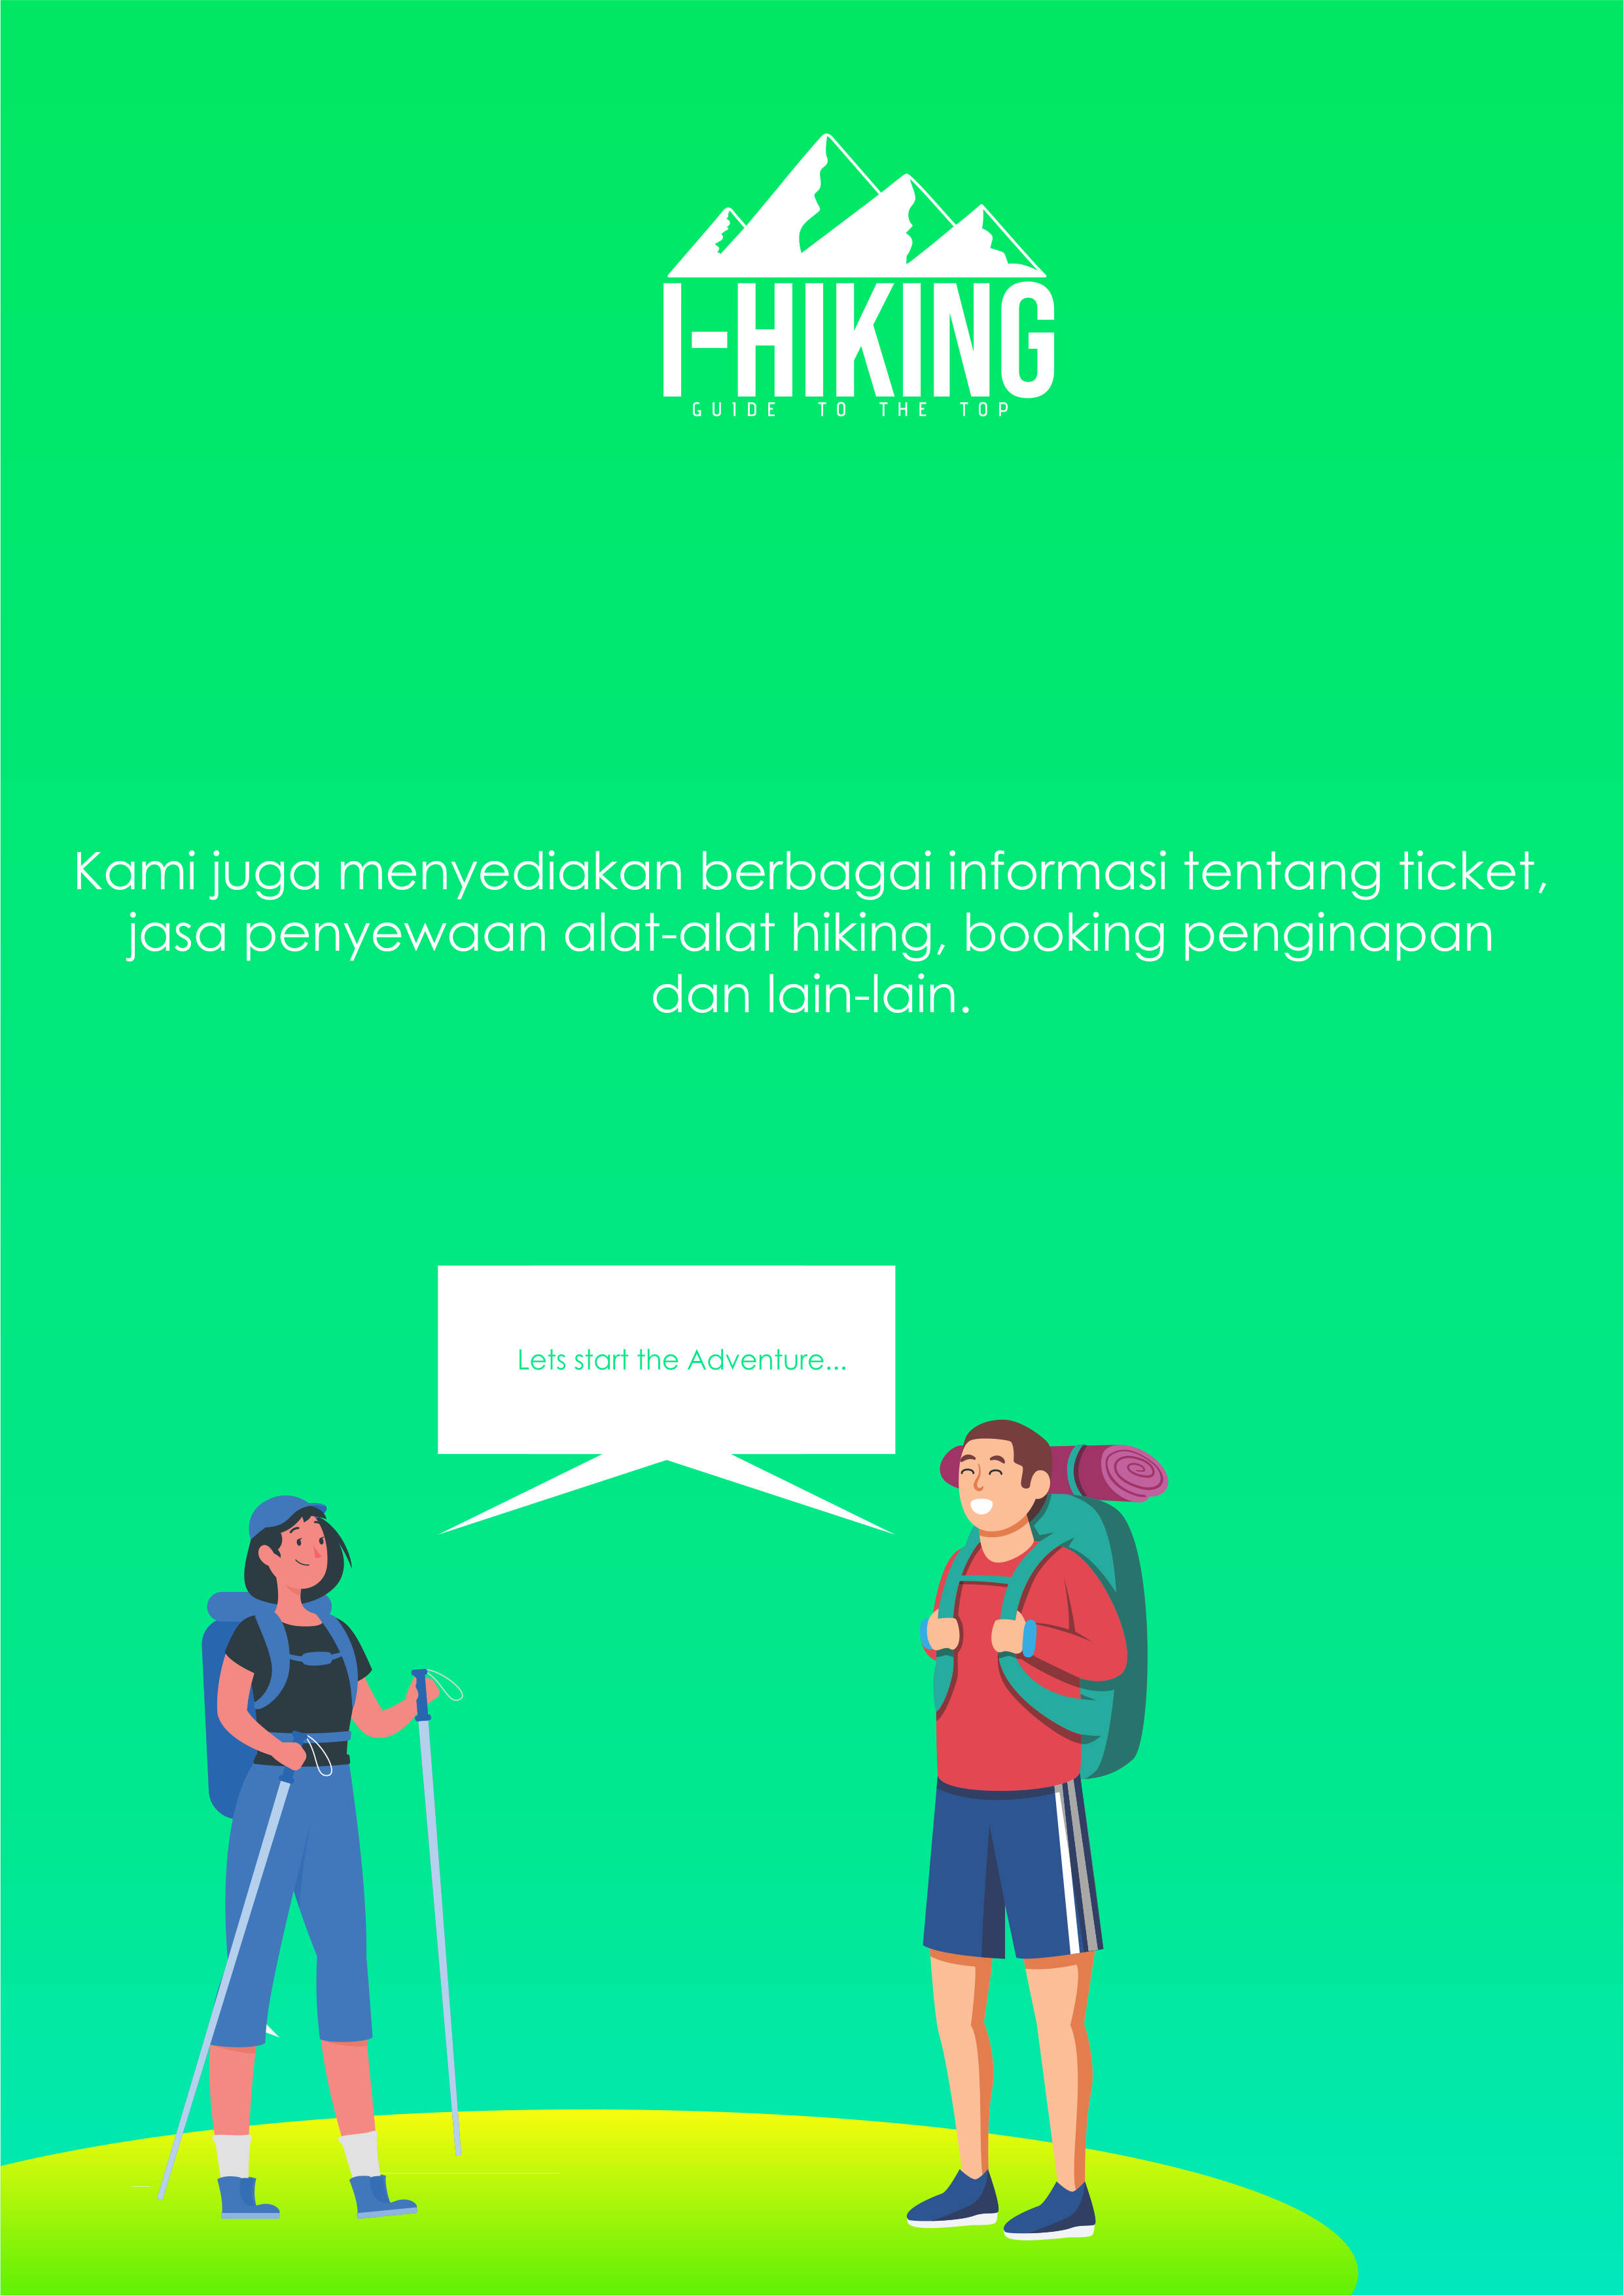 I-HIKING
GUIDE TO THE TOP
Kami juga menyediakan berbagai informasi tentang ticket,
jasa penyewaan alat-alat hiking, booking penginapan
dan lain-lain.
Lets start the Adventure...